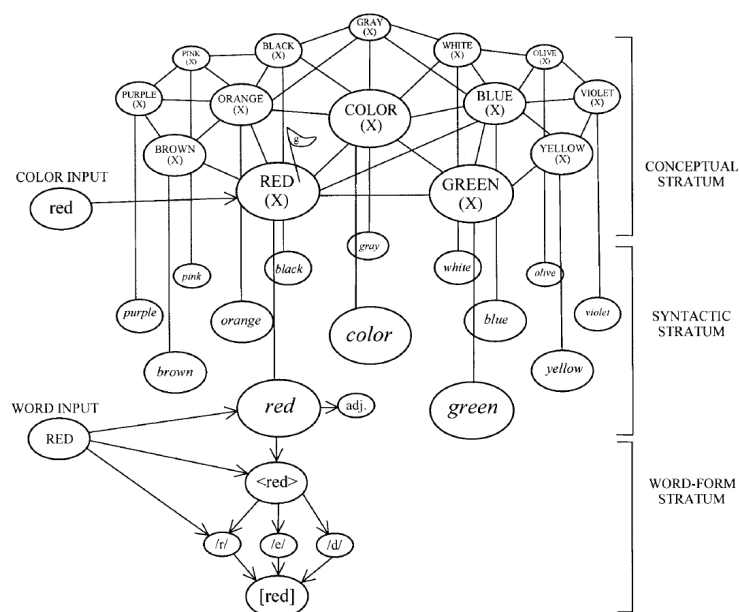 GRAY
(X)
BLACK
(X)
WHITE
(X)
PINK
(X)
OLIVE
(X)
PURPLE
(X)
ORANGE
(X)
COLOR
(X)
BLUE
(X)
VIOLET
(X)
BROWN
(X)
g
YELLOW
(X)
CONCEPTUAL
STRATUM
COLOR INPUT
red
RED
(X)
GREEN
(X)
gray
pink
black
white
olive
purple
orange
color
blue
violet
SYNTACTIC
STRATUM
brown
yellow
WORD INPUT
RED
red
adj.
green
<red>
WORD-FORM
STRATUM
/r/
/e/
/d/
[red]